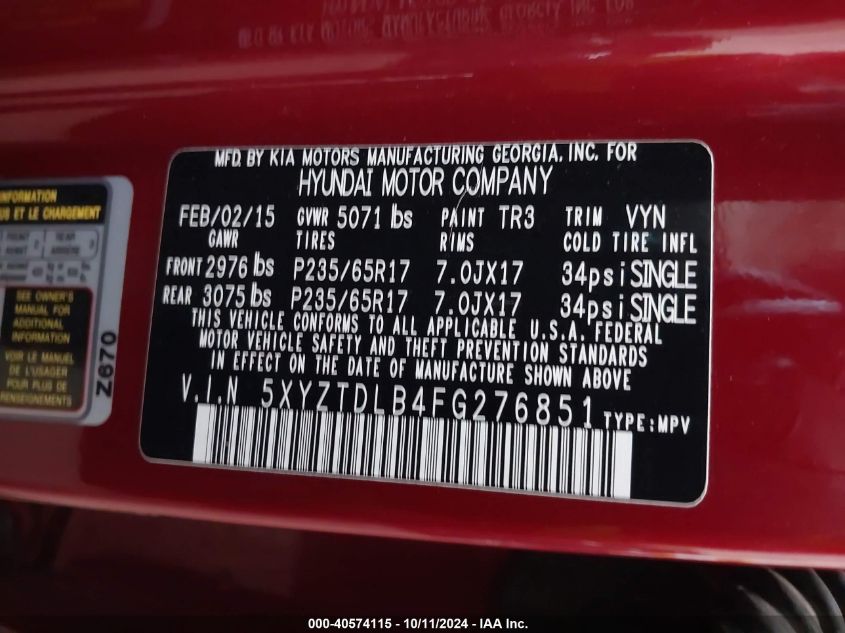 MFD. BY KIA MOTORS MANUFACTURING GEORGIA, INC. FOR
HYUNDAI MOTOR COMPANY
FEB/02/15 GVWR 5071 lbs PAINT TR3 TRIM VYN
GAWR TIRES RIMS COLD TIRE INFL
FRONT 2976 lbs P235/65R17 7.0JX17 34psi SINGLE
REAR 3075 lbs P235/65R17 7.0JX17 34psi SINGLE
THIS VEHICLE CONFORMS TO ALL APPLICABLE U.S.A. FEDERAL
MOTOR VEHICLE SAFETY AND THEFT PREVENTION STANDARDS
IN EFFECT ON THE DATE OF MANUFACTURE SHOWN ABOVE
V.I.N 5XYZTDLB4FG276851 TYPE:MPV
INFORMATION
ET LE CHARGEMENT
FRONT
REAR
SEE OWNER'S
MANUAL FOR
ADDITIONAL
INFORMATION
VOIR LE MANUEL
DE L'USAGER
POUR PLUS DE
Z670
000-40574115 - 10/11/2024 - IAA Inc.